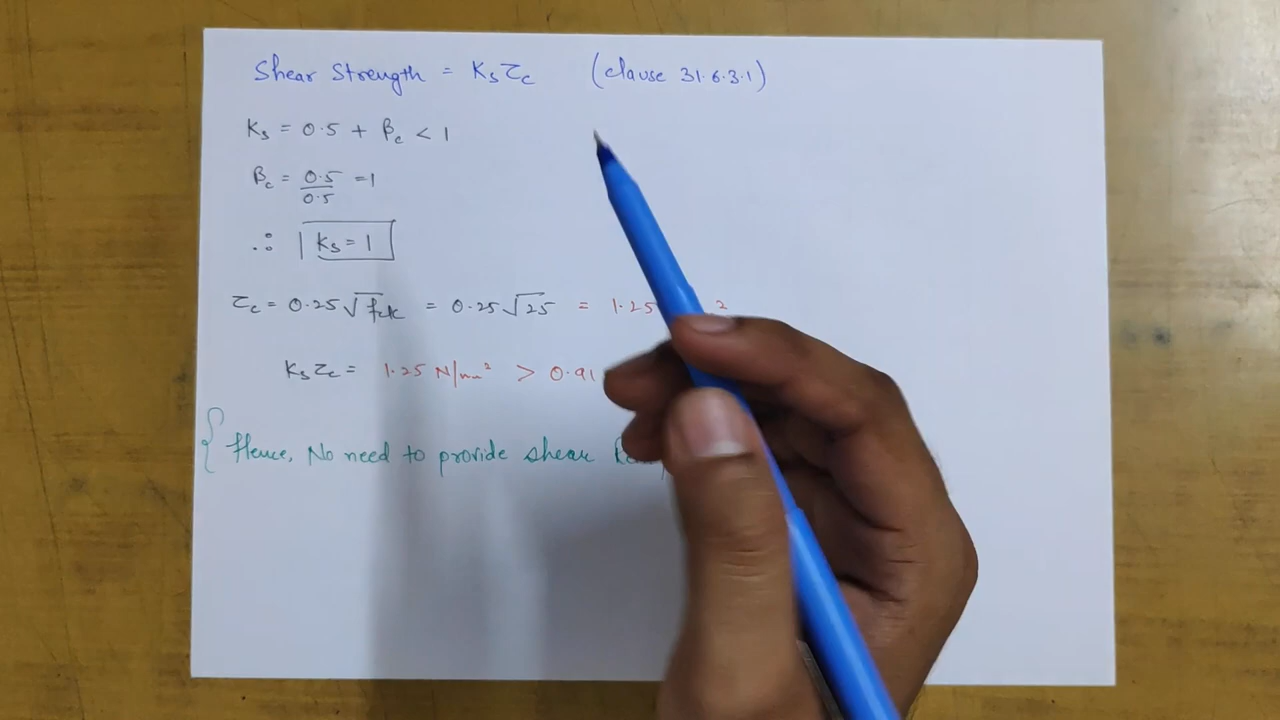 Shear Strength = Ks τc (clause 31.6.3.1)
Ks = 0.5 + βc < 1
βc = 0.5/0.5 = 1
∴ Ks = 1
τc = 0.25√fck = 0.25√25 = 1.25 2
Ks τc = 1.25 N/mm² > 0.91
{ Hence, No need to provide shear